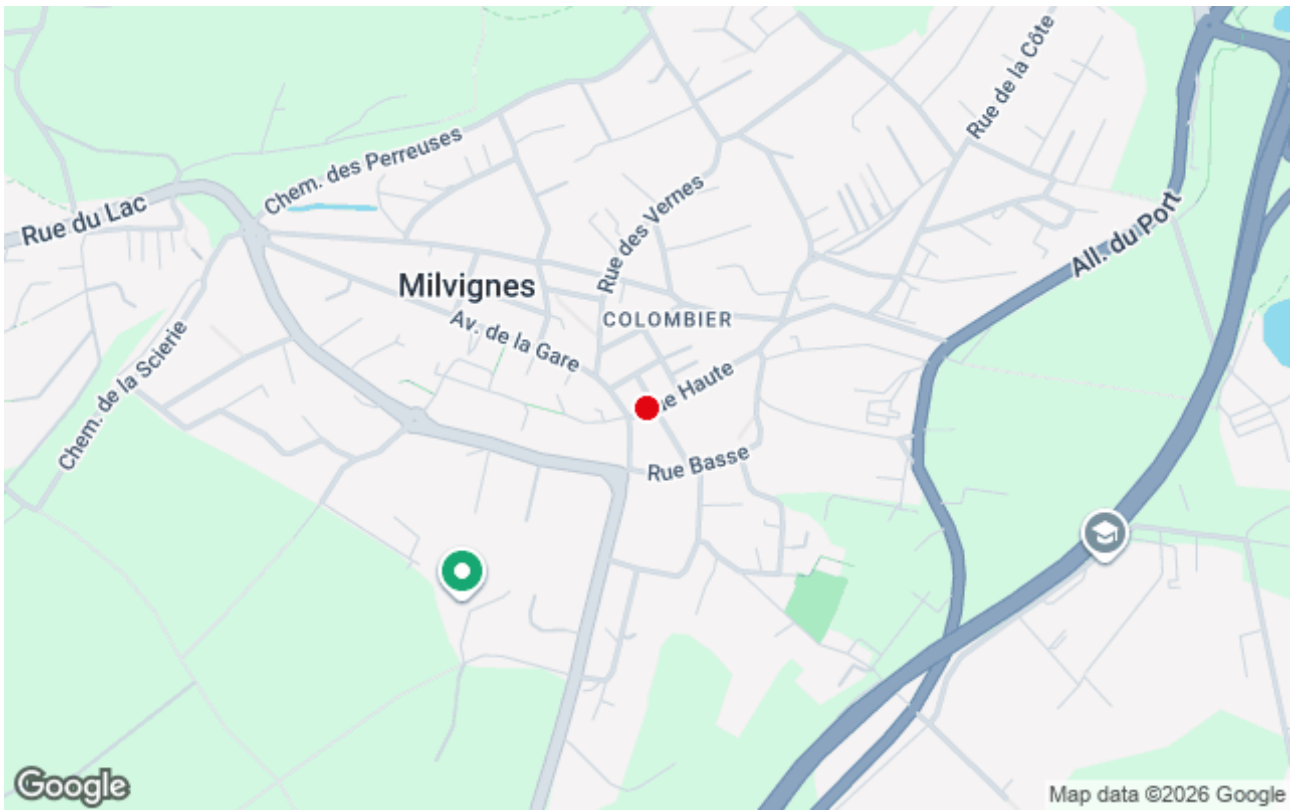 Rue de la Côte
Chem. des Perreuses
Rue du Lac
Rue des Vernes
All. du Port
Milvignes
COLOMBIER
Av. de la Gare
Chem. de la Scierie
ue Haute
Rue Basse
Google
Map data ©2026 Google